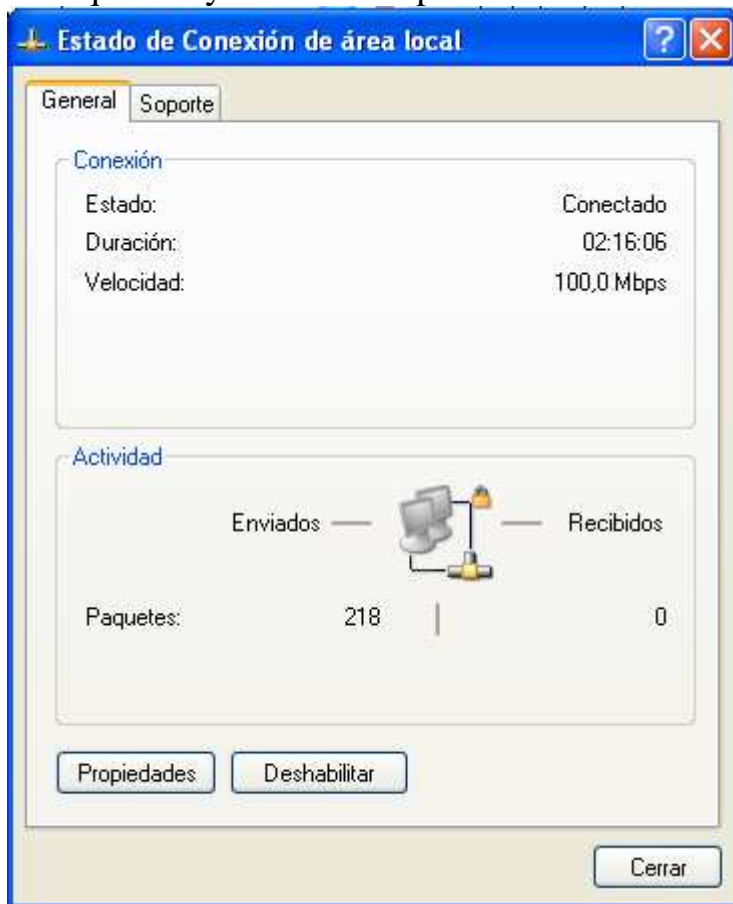 Estado de Conexión de área local
General Soporte
Conexión
Estado: Conectado
Duración: 02:16:06
Velocidad: 100,0 Mbps
Actividad
Enviados Recibidos
Paquetes: 218 0
Propiedades Deshabilitar
Cerrar